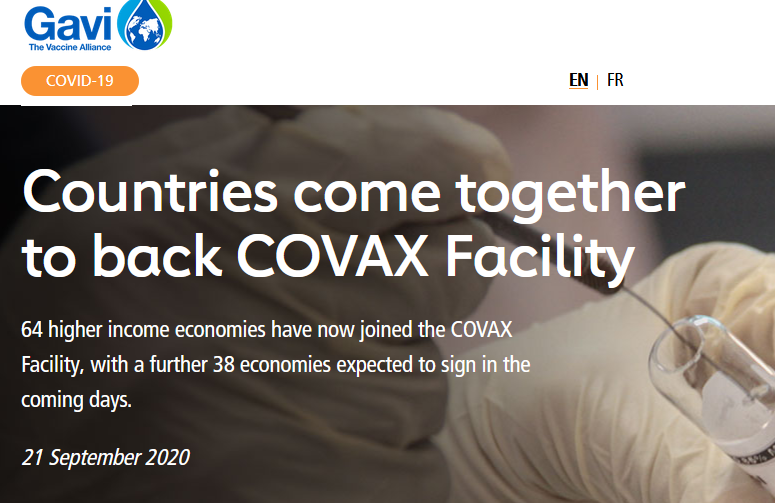 Gavi
The Vaccine Alliance
COVID-19
EN | FR
Countries come together
to back COVAX Facility
64 higher income economies have now joined the COVAX
Facility, with a further 38 economies expected to sign in the
coming days.
21 September 2020